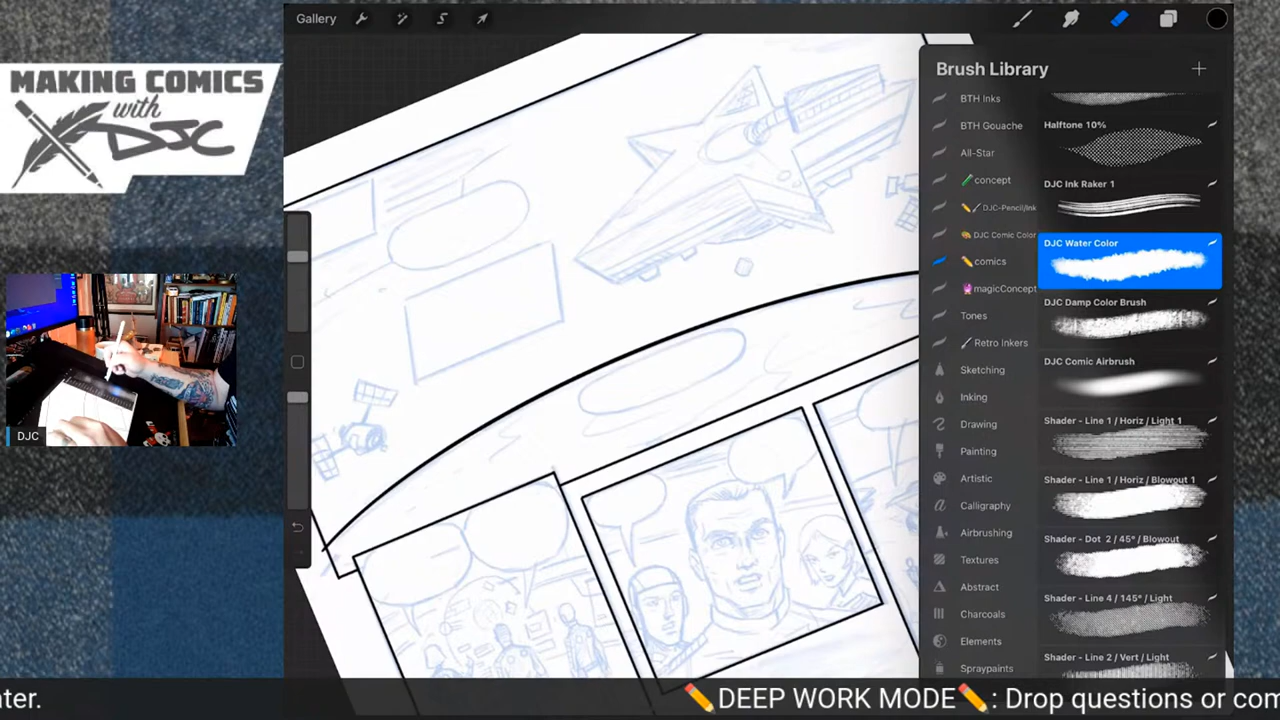 MAKING COMICS
with
DJC
DJC
Gallery
Brush Library
BTH Inks
BTH Gouache
All-Star
concept
DJC-Pencil/Ink
DJC Comic Color
comics
magicConcept
Tones
Retro Inkers
Sketching
Inking
Drawing
Painting
Artistic
Calligraphy
Airbrushing
Textures
Abstract
Charcoals
Elements
Spraypaints
Halftone 10%
DJC Ink Raker 1
DJC Water Color
DJC Damp Color Brush
DJC Comic Airbrush
Shader - Line 1 / Horiz / Light 1
Shader - Line 1 / Horiz / Blowout 1
Shader - Dot 2 / 45° / Blowout
Shader - Line 4 / 145° / Light
Shader - Line 2 / Vert / Light
ater. ✏️DEEP WORK MODE✏️: Drop questions or com